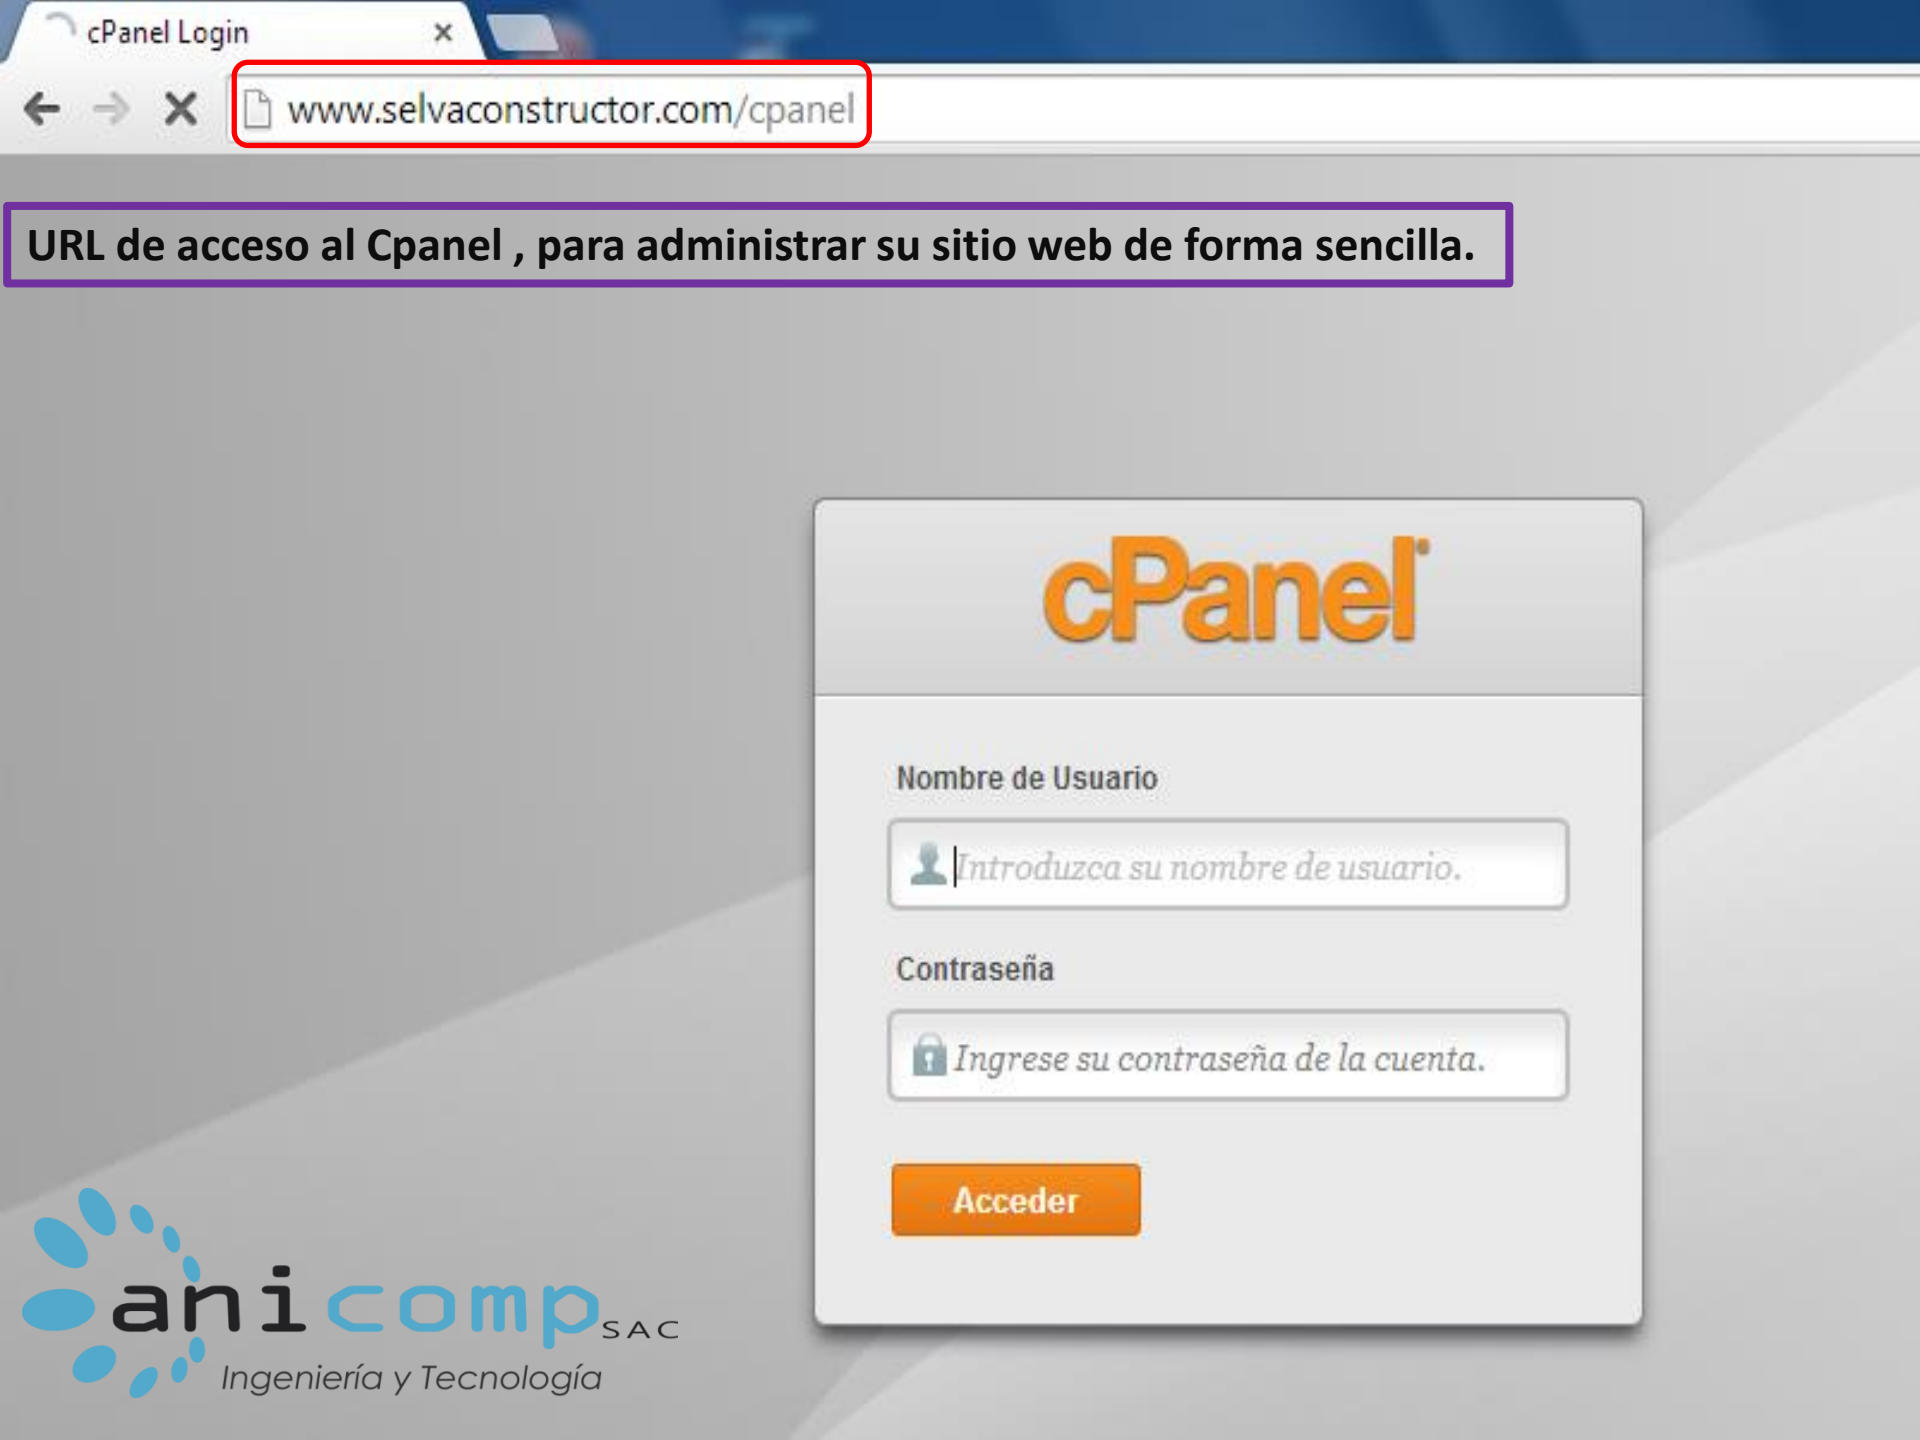 cPanel Login
www.selvaconstructor.com/cpanel
URL de acceso al Cpanel , para administrar su sitio web de forma sencilla.
cPanel®
Nombre de Usuario
Introduzca su nombre de usuario.
Contraseña
Ingrese su contraseña de la cuenta.
Acceder
anicomp SAC
Ingeniería y Tecnología